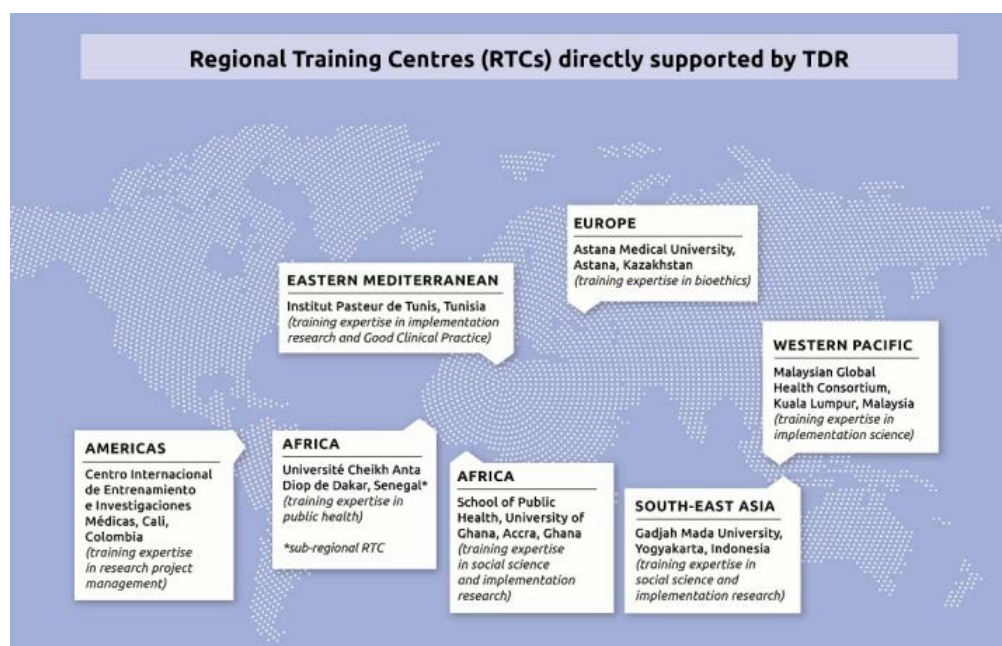 Regional Training Centres (RTCs) directly supported by TDR
EUROPE
Astana Medical University,
Astana, Kazakhstan
(training expertise in bioethics)
EASTERN MEDITERRANEAN
Institut Pasteur de Tunis, Tunisia
(training expertise in implementation
research and Good Clinical Practice)
WESTERN PACIFIC
Malaysian Global
Health Consortium,
Kuala Lumpur, Malaysia
(training expertise in
implementation science)
AMERICAS
Centro Internacional
de Entrenamiento
e Investigaciones
Médicas, Cali,
Colombia
(training expertise
in research project
management)
AFRICA
Université Cheikh Anta
Diop de Dakar, Senegal*
(training expertise in
public health)
*sub-regional RTC
AFRICA
School of Public
Health, University of
Ghana, Accra, Ghana
(training expertise
in social science
and implementation
research)
SOUTH-EAST ASIA
Gadjah Mada University,
Yogyakarta, Indonesia
(training expertise in
social science and
implementation research)